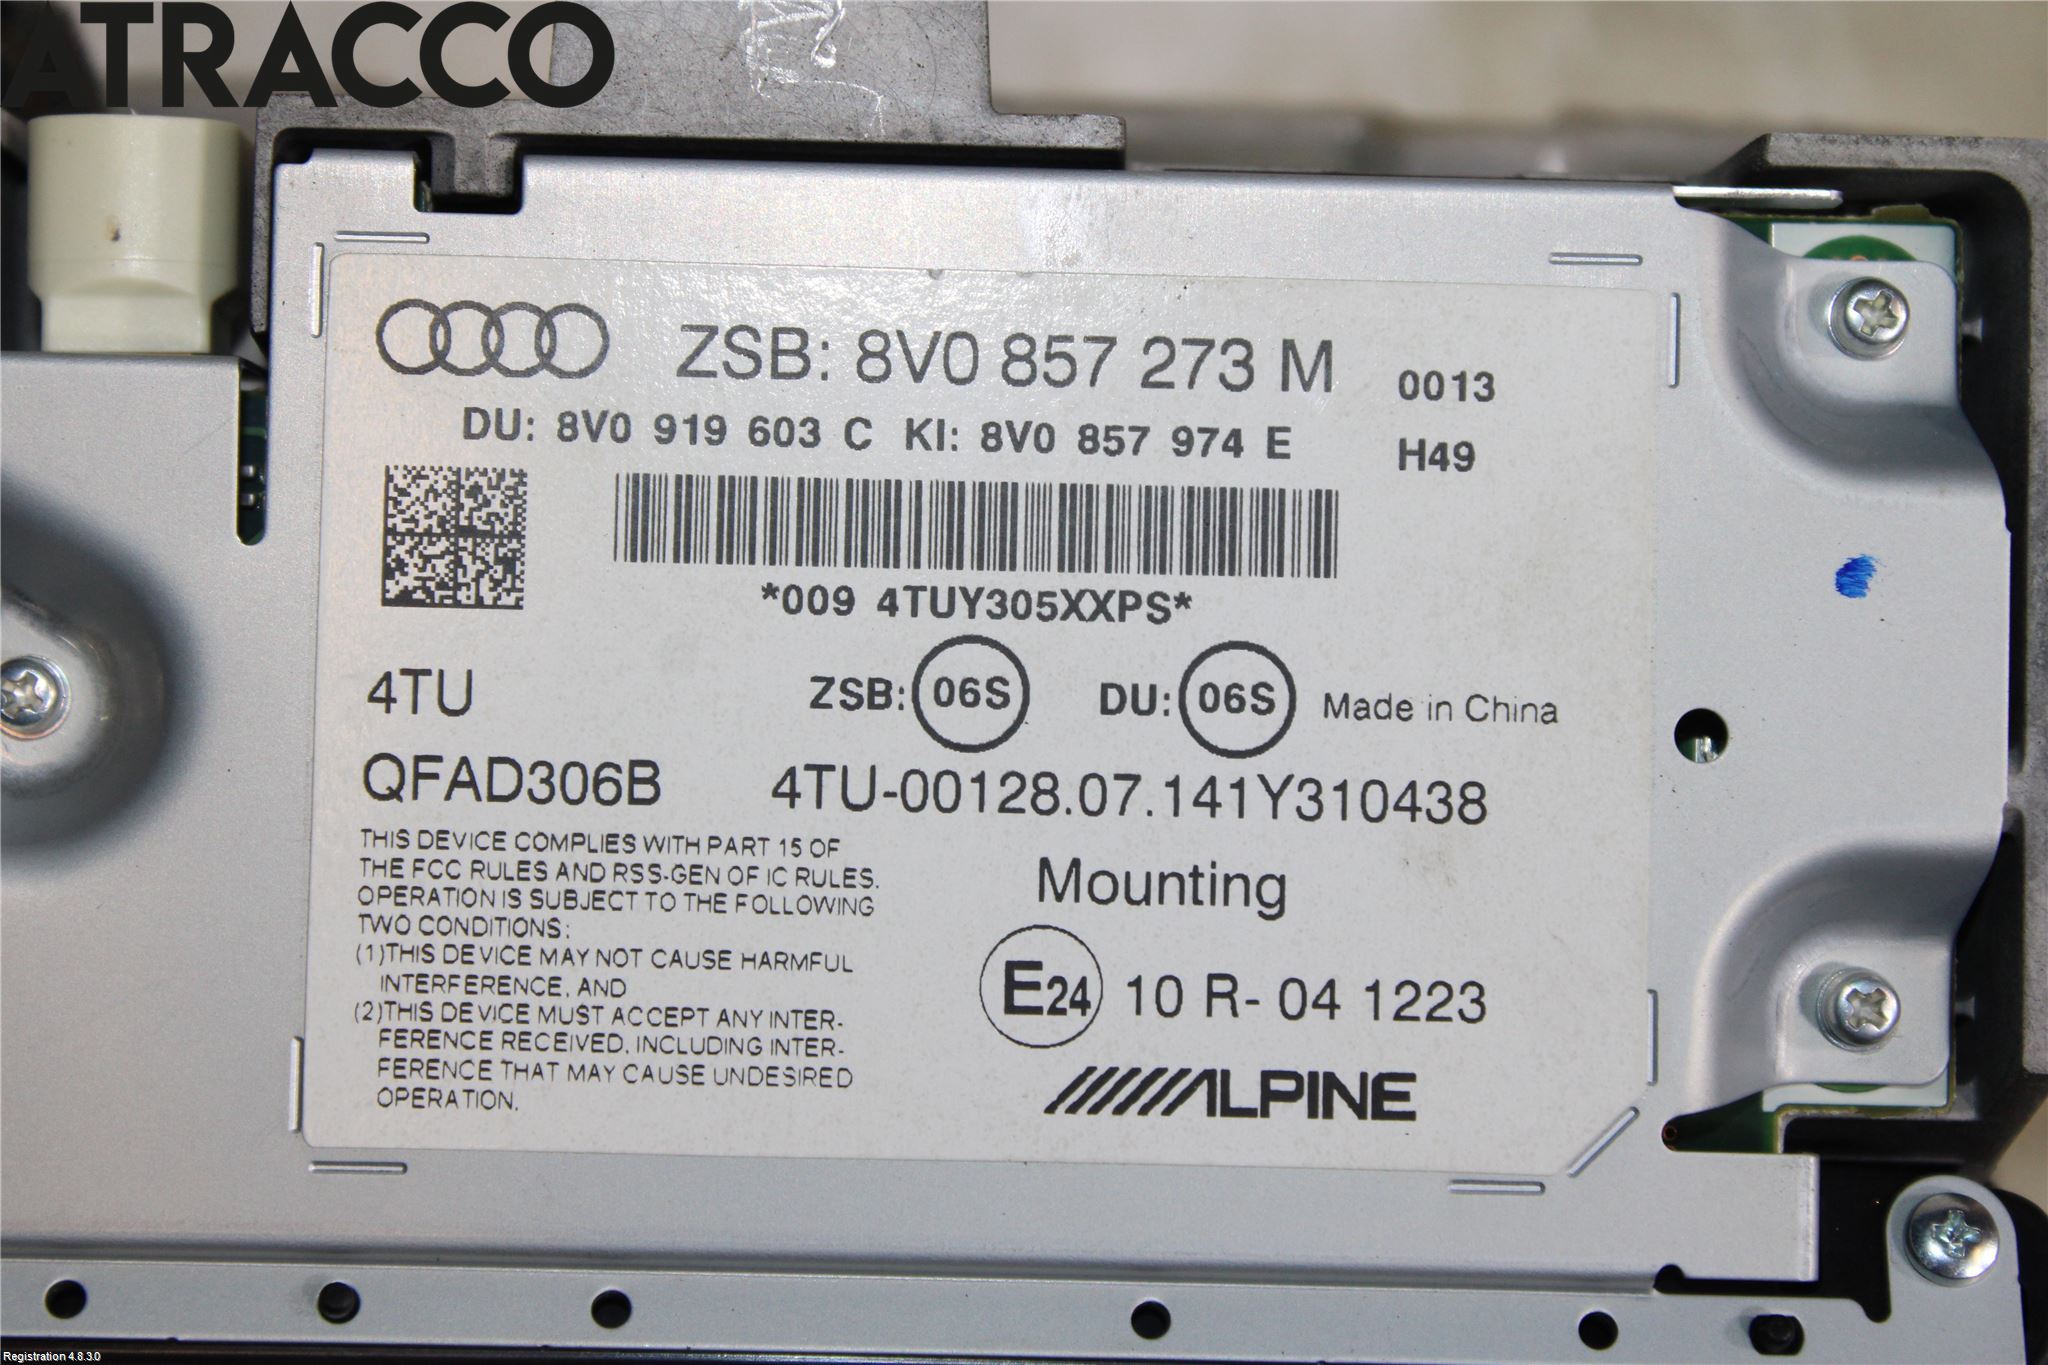 ATRACCO
ZSB: 8V0 857 273 M 0013
DU: 8V0 919 603 C KI: 8V0 857 974 E H49
*009 4TUY305XXPS*
4TU ZSB: 06S DU: 06S Made in China
QFAD306B 4TU-00128.07.141Y310438
THIS DEVICE COMPLIES WITH PART 15 OF
THE FCC RULES AND RSS-GEN OF IC RULES.
OPERATION IS SUBJECT TO THE FOLLOWING
TWO CONDITIONS:
(1)THIS DEVICE MAY NOT CAUSE HARMFUL
INTERFERENCE, AND
(2)THIS DEVICE MUST ACCEPT ANY INTER-
FERENCE RECEIVED, INCLUDING INTER-
FERENCE THAT MAY CAUSE UNDESIRED
OPERATION.
Mounting
E24 10 R- 04 1223
ALPINE
Registration 4.8.3.0